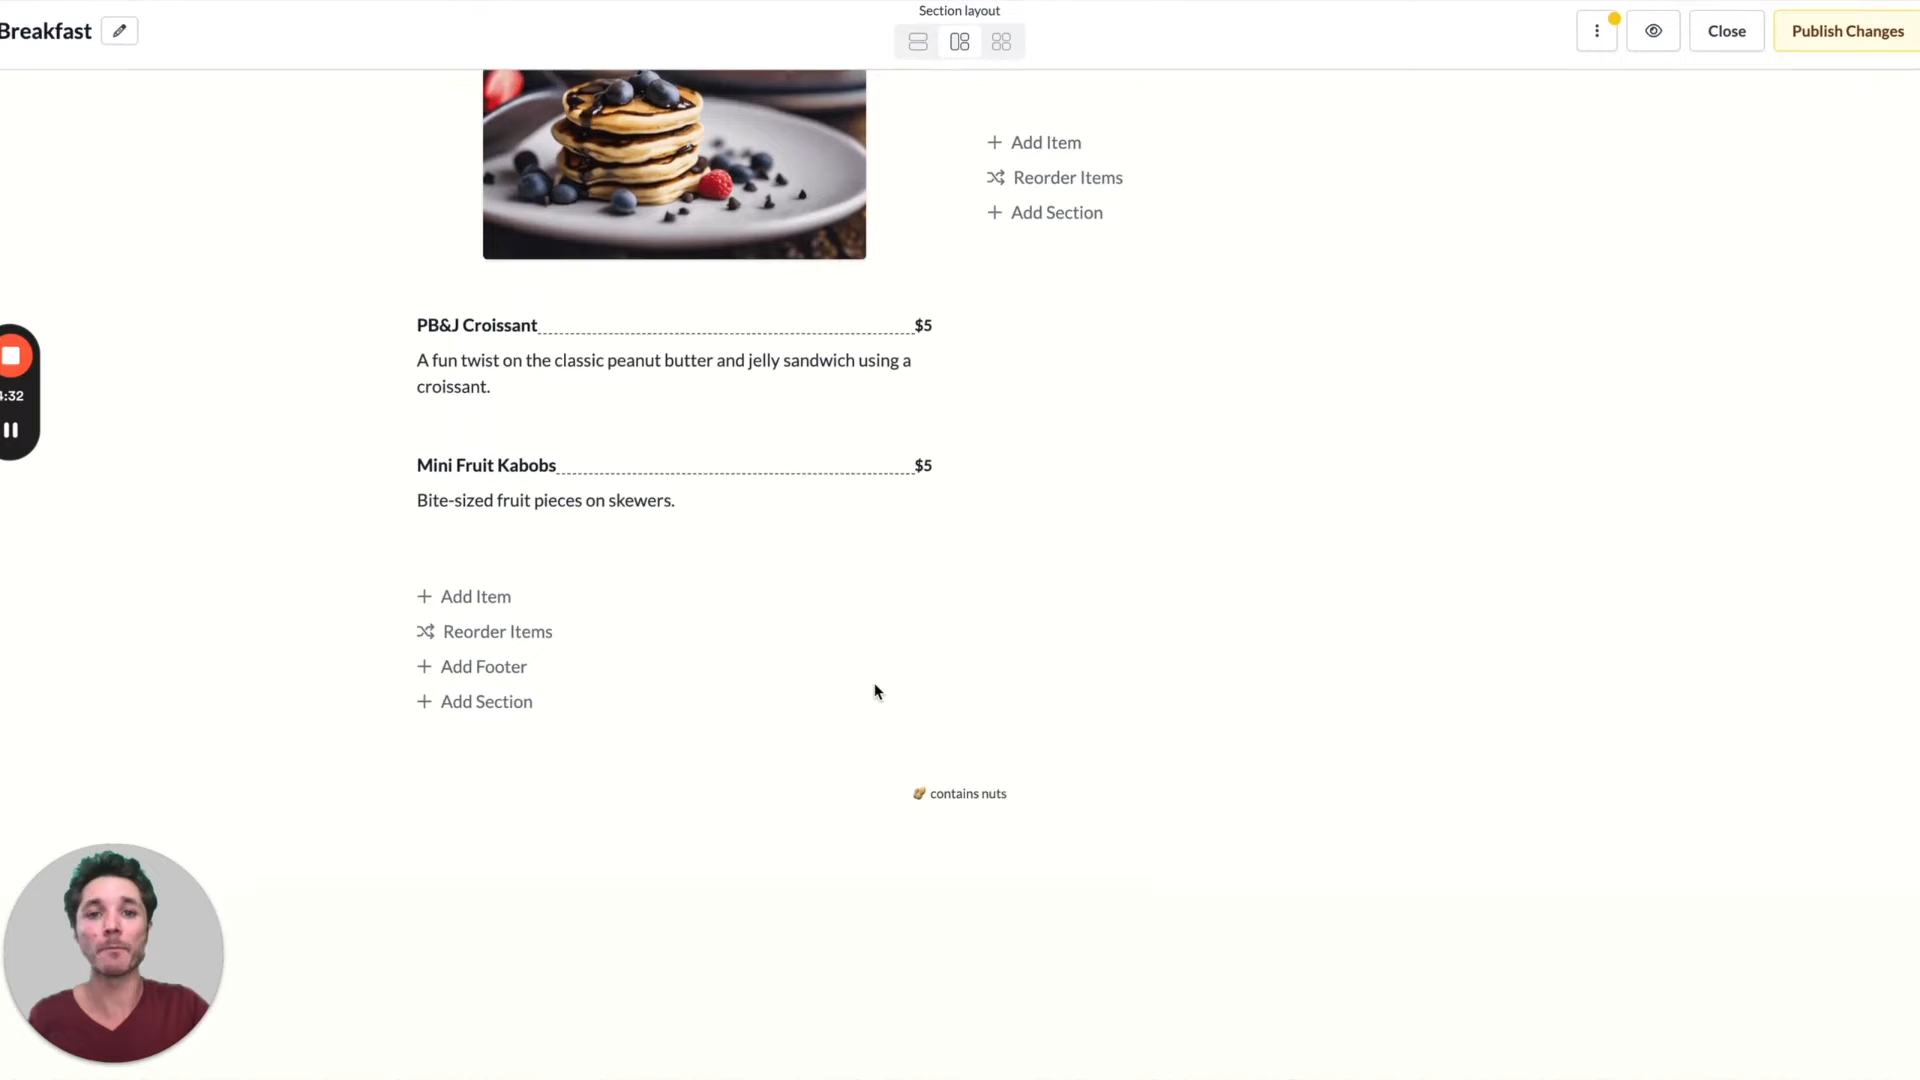 Breakfast
Section layout
Close
Publish Changes
+ Add Item
Reorder Items
+ Add Section
PB&J Croissant $5
A fun twist on the classic peanut butter and jelly sandwich using a
croissant.
4:32
Mini Fruit Kabobs $5
Bite-sized fruit pieces on skewers.
+ Add Item
Reorder Items
+ Add Footer
+ Add Section
🥜 contains nuts